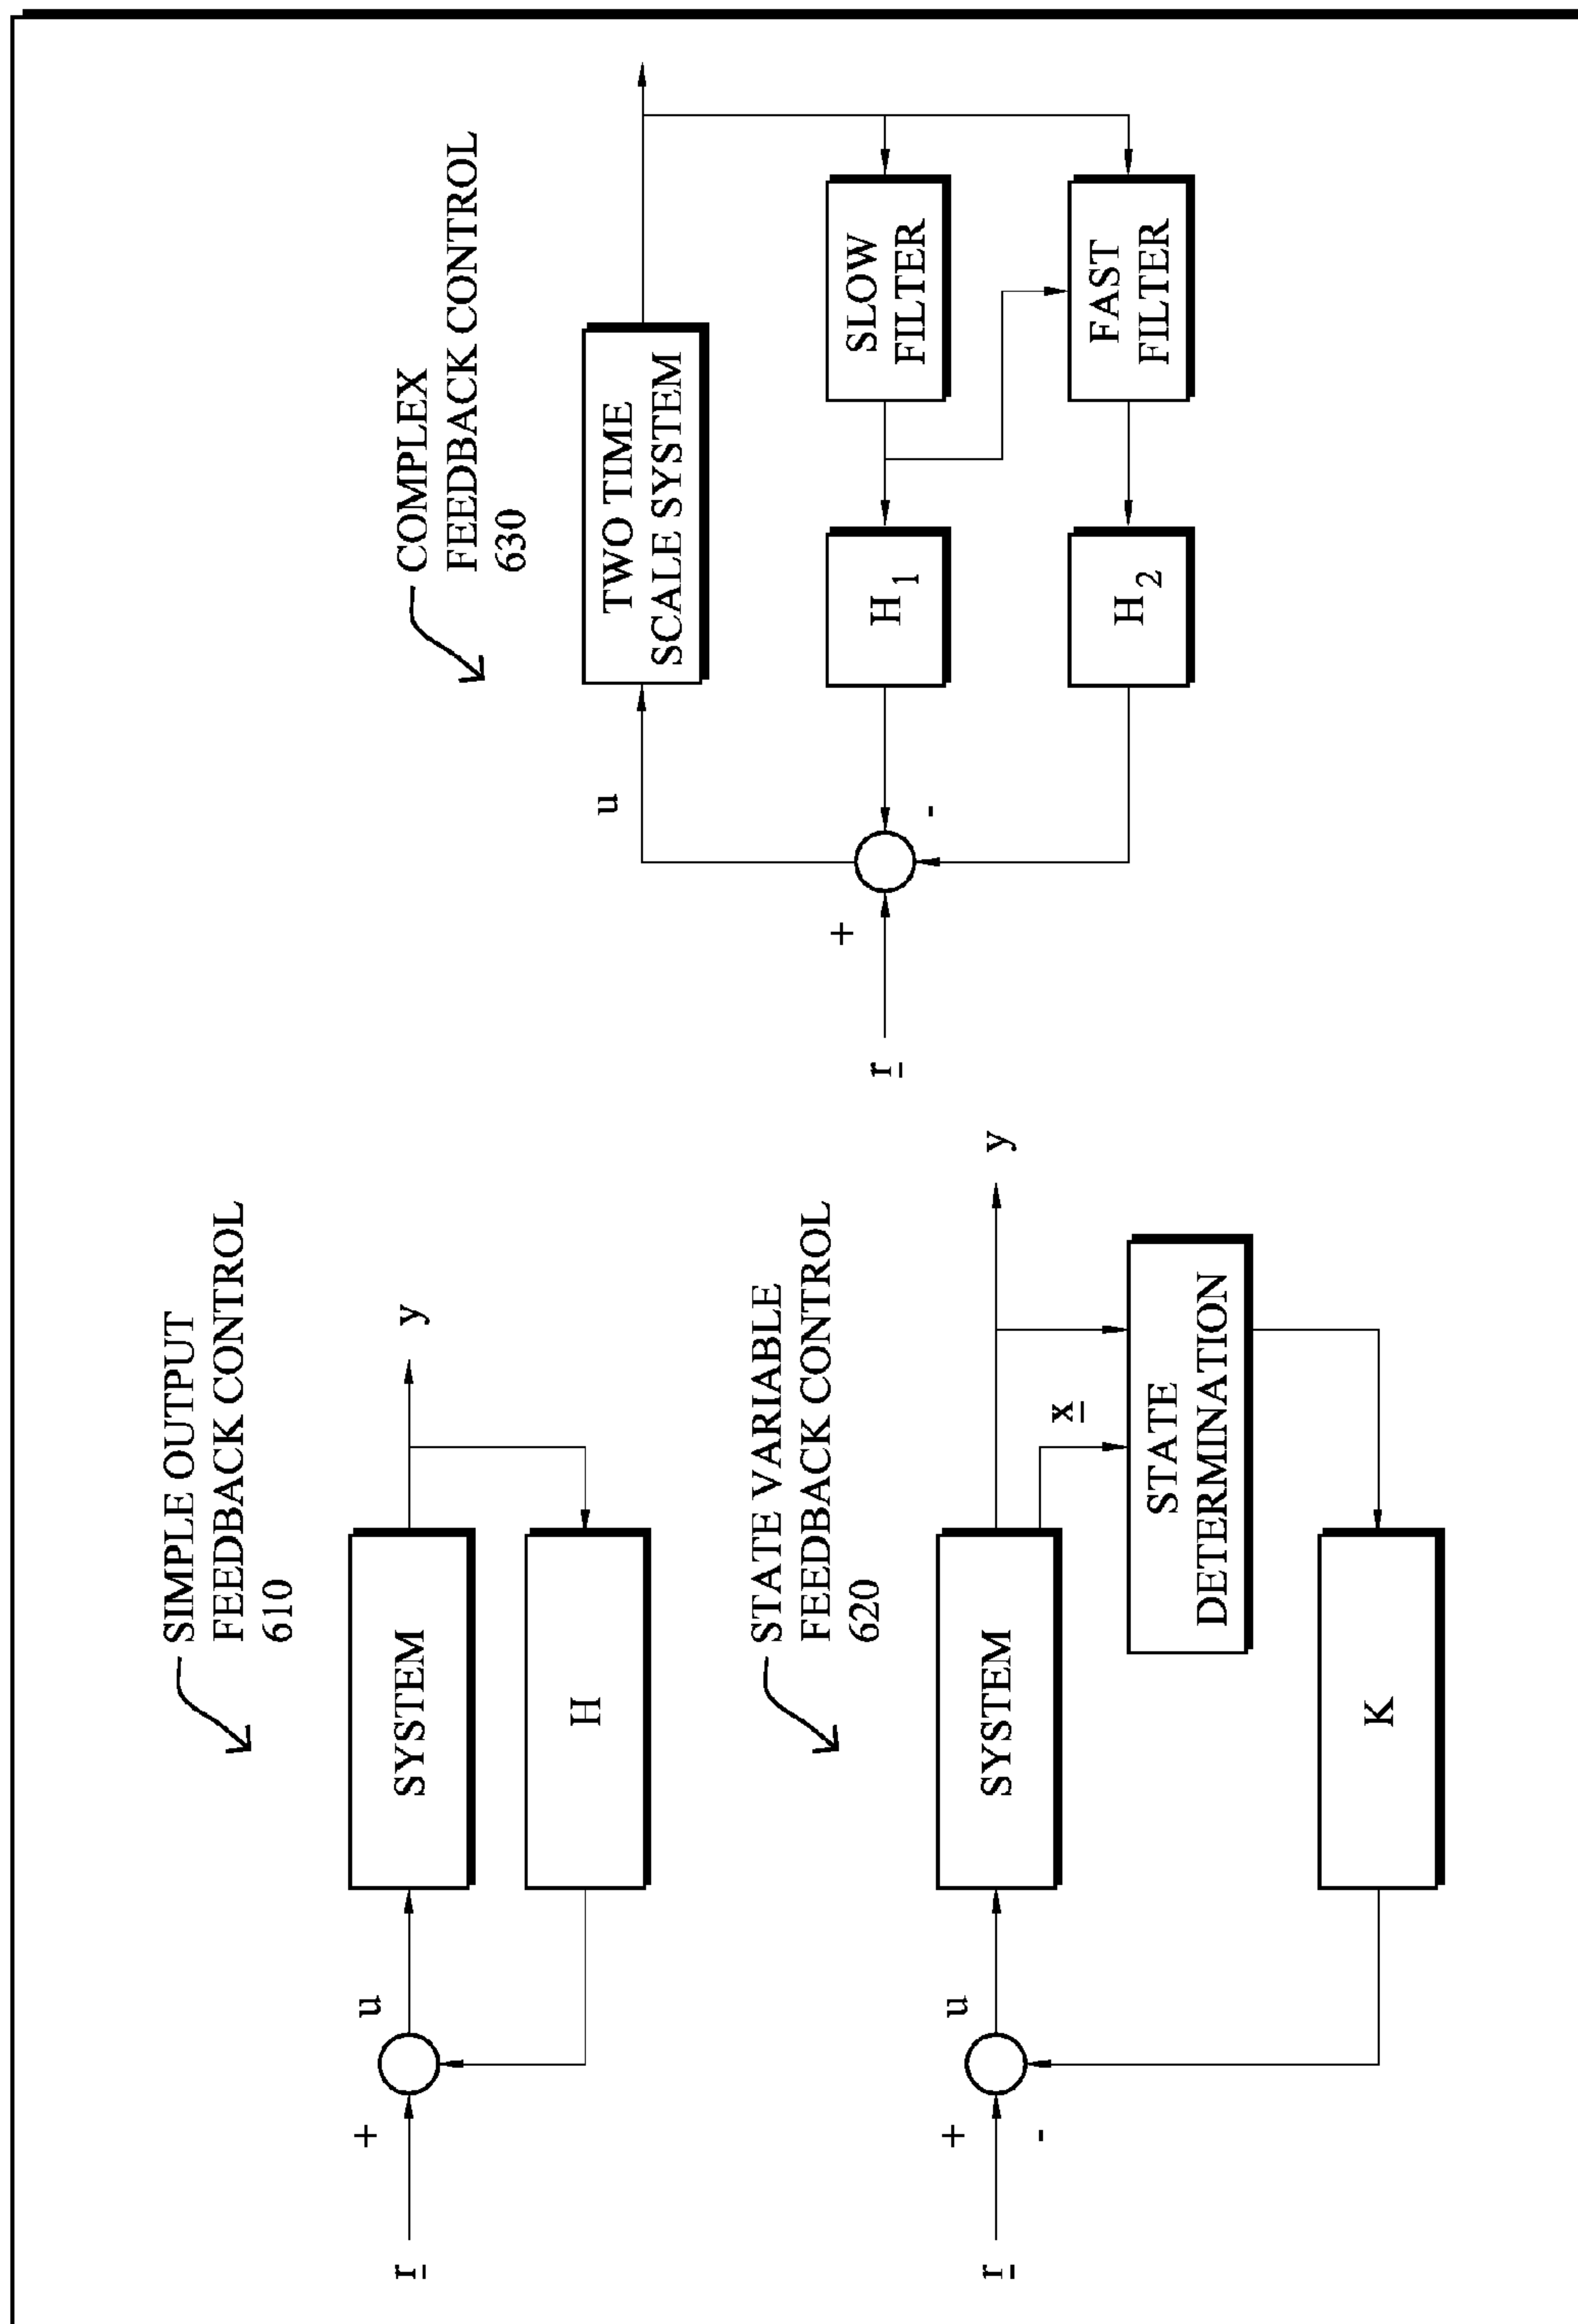 SIMPLE OUTPUT
FEEDBACK CONTROL
610
r
+
u
SYSTEM
y
H
STATE VARIABLE
FEEDBACK CONTROL
620
r
+
-
u
SYSTEM
y
x
STATE
DETERMINATION
K
COMPLEX
FEEDBACK CONTROL
630
r
+
-
u
TWO TIME
SCALE SYSTEM
H1
SLOW
FILTER
H2
FAST
FILTER